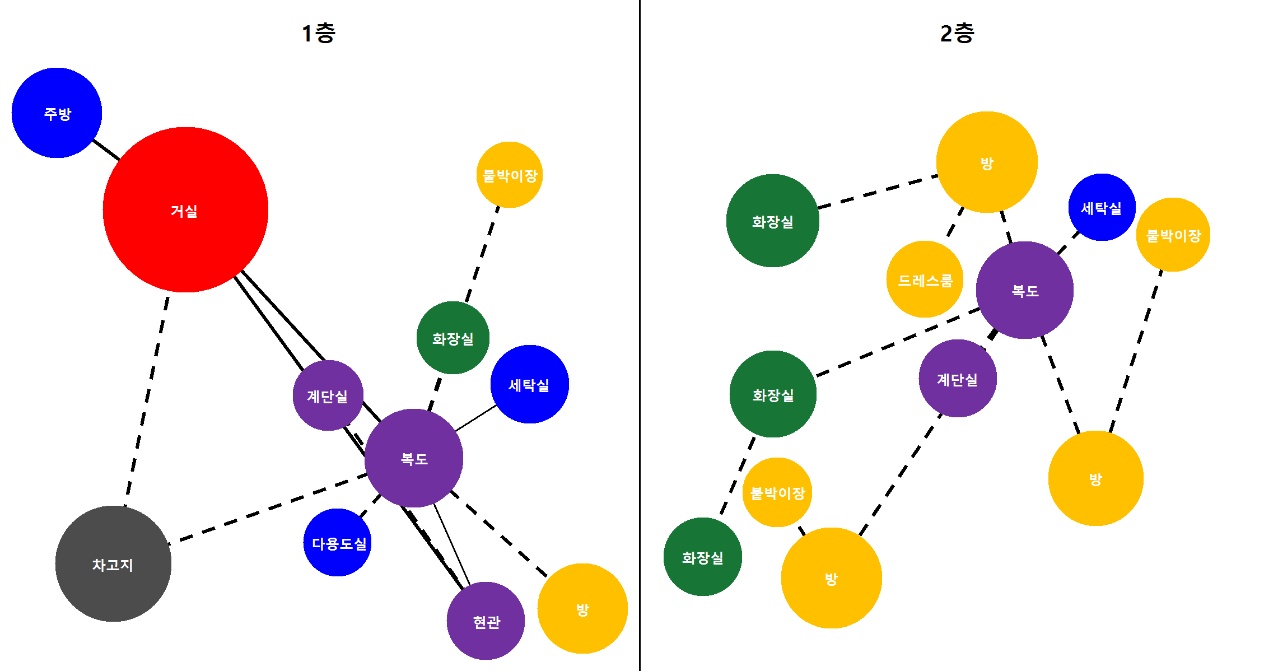 1층
주방
거실
붙박이장
화장실
세탁실
계단실
복도
다용도실
차고지
현관
방
2층
방
화장실
세탁실
붙박이장
드레스룸
복도
계단실
화장실
방
붙박이장
화장실
방